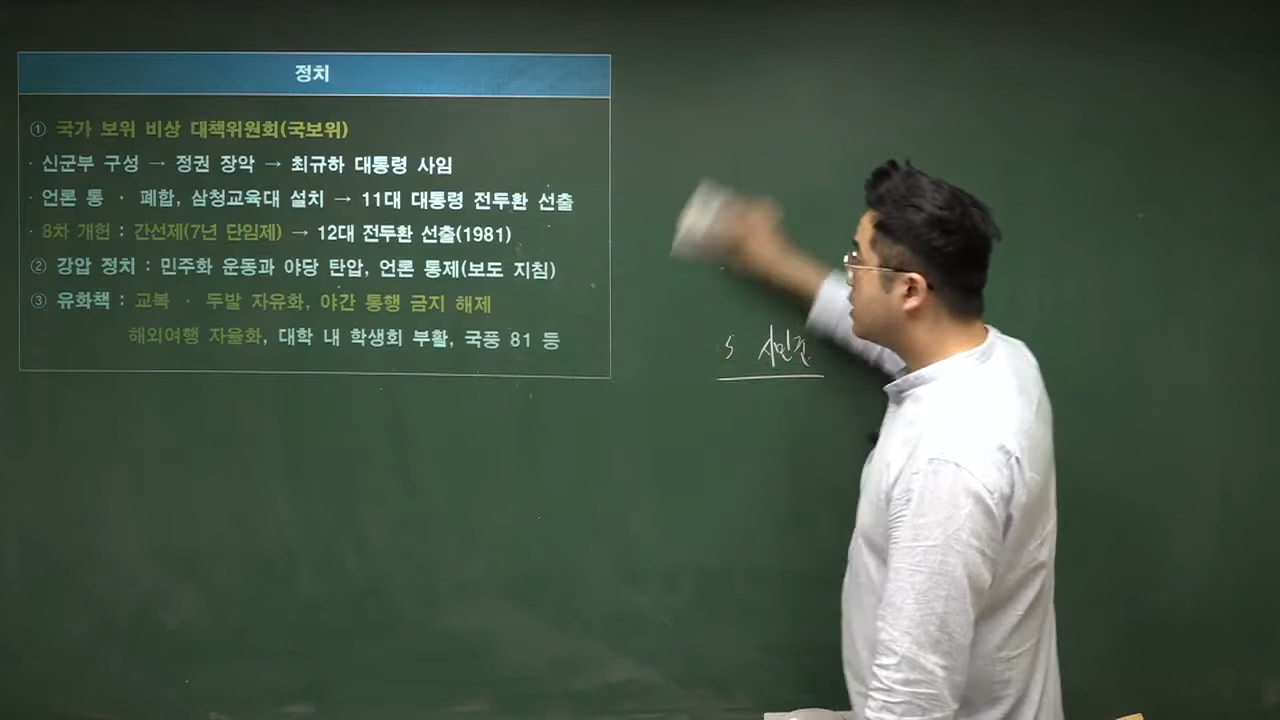 정치
① 국가 보위 비상 대책위원회(국보위)
· 신군부 구성 → 정권 장악 → 최규하 대통령 사임
· 언론 통 · 폐합, 삼청교육대 설치 → 11대 대통령 전두환 선출
· 8차 개헌 : 간선제(7년 단임제) → 12대 전두환 선출(1981)
② 강압 정치 : 민주화 운동과 야당 탄압, 언론 통제(보도 지침)
③ 유화책 : 교복 · 두발 자유화, 야간 통행 금지 해제
해외여행 자율화, 대학 내 학생회 부활, 국풍 81 등